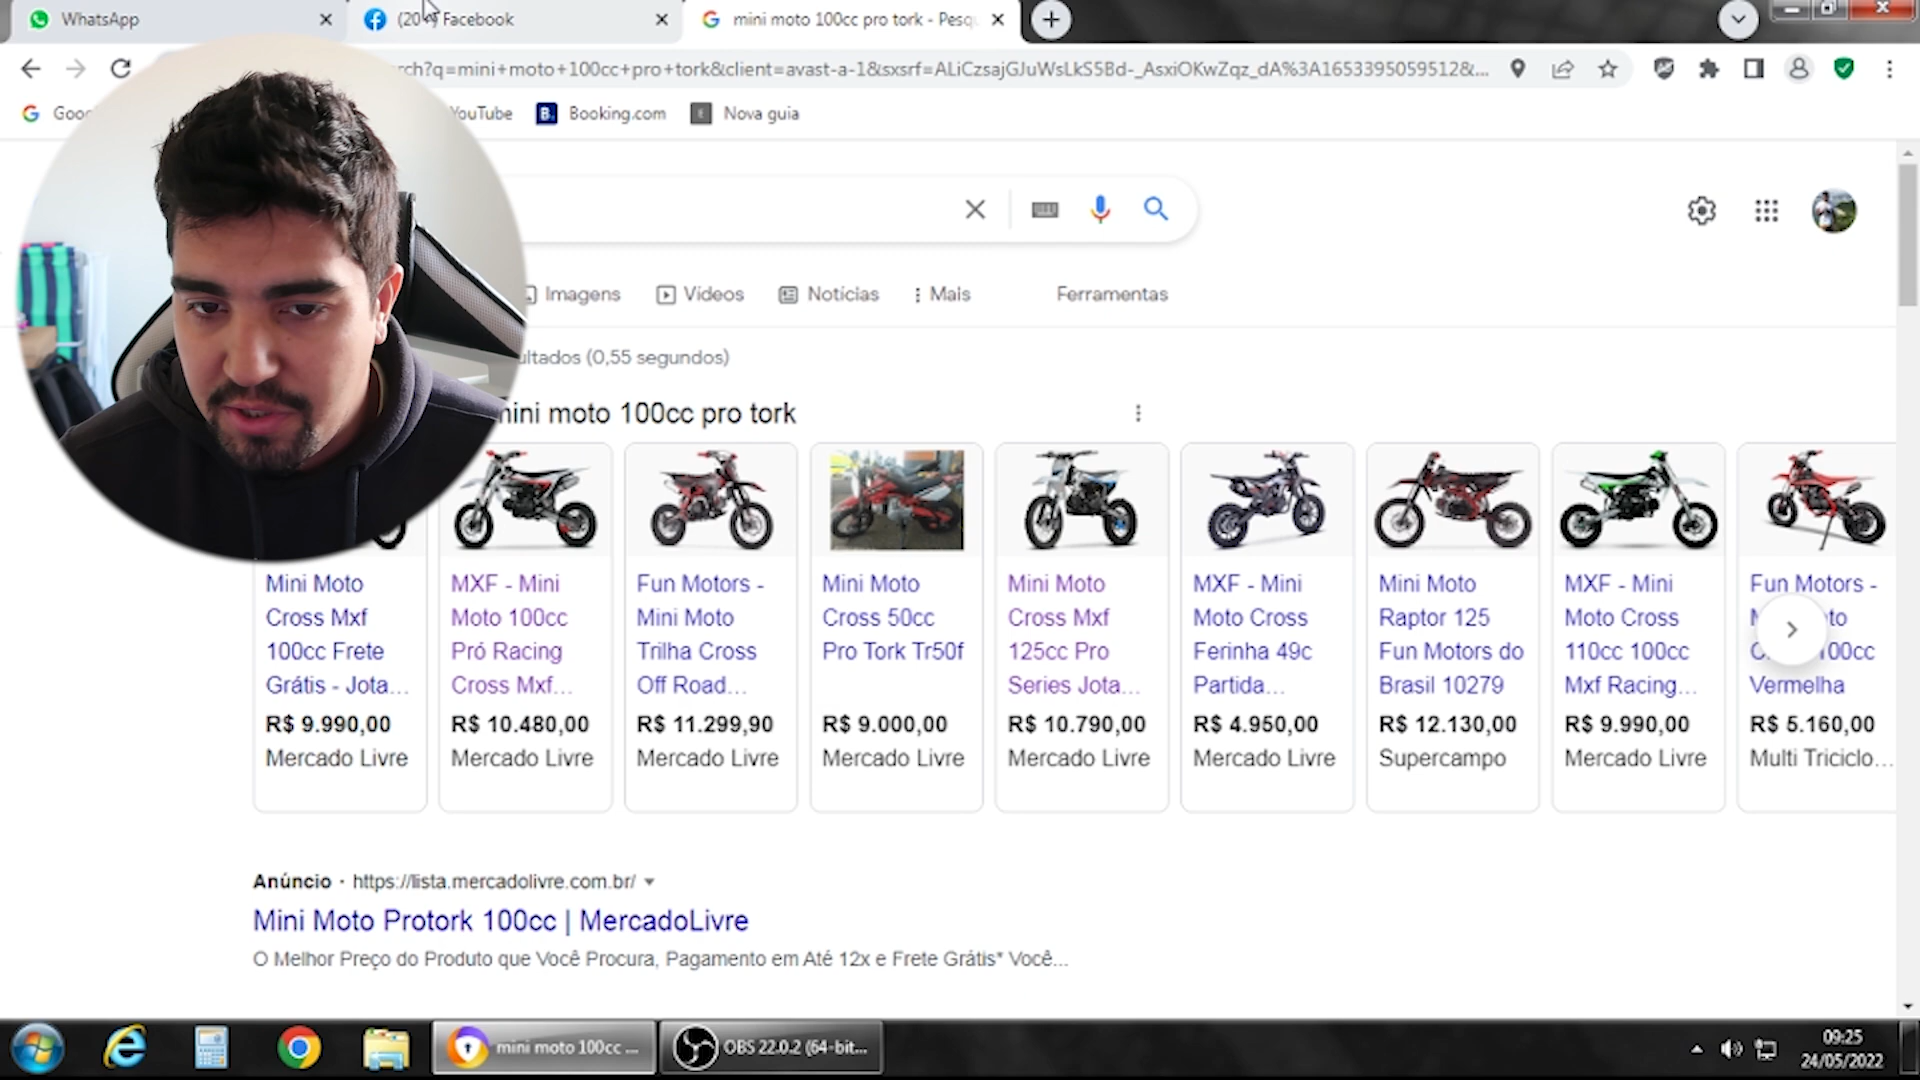 WhatsApp
Facebook
mini moto 100cc pro tork - Pesq
rch?q=mini+moto+100cc+pro+tork&client=avast-a-1&sxsrf=ALiCzsajGJuWsLkS5Bd-_AsxiOKwZqz_dA%3A1653395059512&...
YouTube
Booking.com
Nova guia
Imagens
Vídeos
Notícias
Mais
Ferramentas
ultados (0,55 segundos)
mini moto 100cc pro tork
Mini Moto
Cross Mxf
100cc Frete
Grátis - Jota...
R$ 9.990,00
Mercado Livre
MXF - Mini
Moto 100cc
Pró Racing
Cross Mxf...
R$ 10.480,00
Mercado Livre
Fun Motors -
Mini Moto
Trilha Cross
Off Road...
R$ 11.299,90
Mercado Livre
Mini Moto
Cross 50cc
Pro Tork Tr50f
R$ 9.000,00
Mercado Livre
Mini Moto
Cross Mxf
125cc Pro
Series Jota...
R$ 10.790,00
Mercado Livre
MXF - Mini
Moto Cross
Ferinha 49c
Partida...
R$ 4.950,00
Mercado Livre
Mini Moto
Raptor 125
Fun Motors do
Brasil 10279
R$ 12.130,00
Supercampo
MXF - Mini
Moto Cross
110cc 100cc
Mxf Racing...
R$ 9.990,00
Mercado Livre
Fun Motors -
100cc
Vermelha
R$ 5.160,00
Multi Triciclo...
Anúncio · https://lista.mercadolivre.com.br/
Mini Moto Protork 100cc | MercadoLivre
O Melhor Preço do Produto que Você Procura, Pagamento em Até 12x e Frete Grátis* Você...
mini moto 100cc ...
OBS 22.0.2 (64-bit...
09:25
24/05/2022